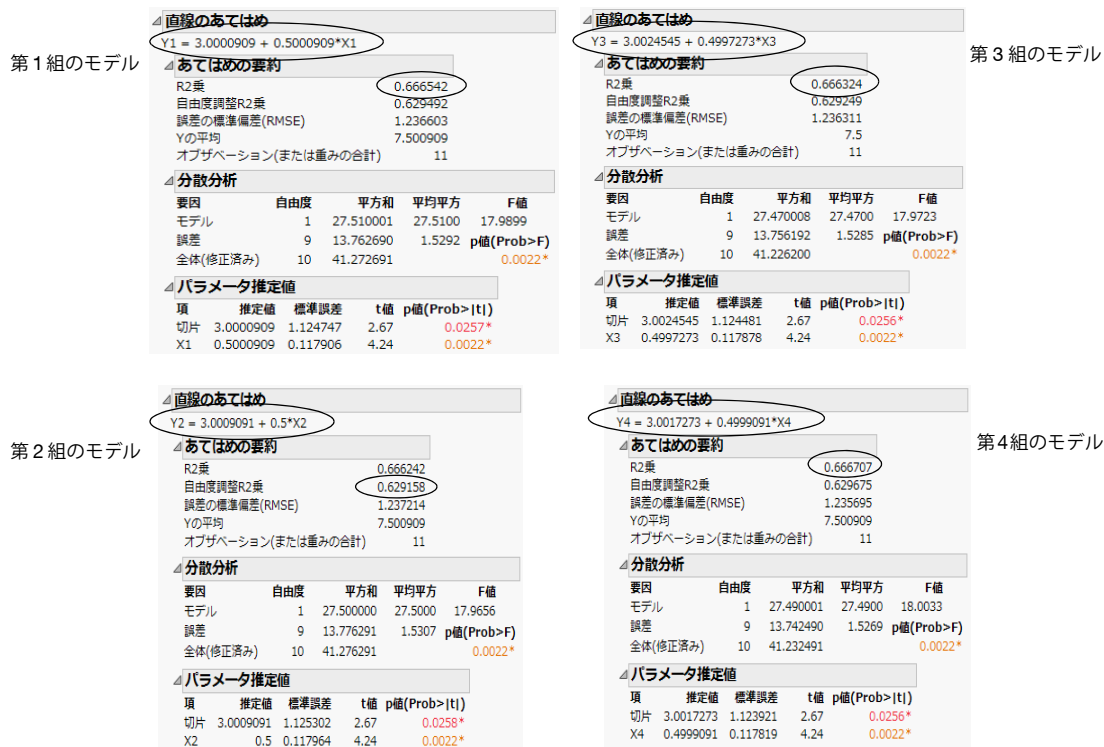 第1組のモデル
直線のあてはめ
Y1 = 3.0000909 + 0.5000909*X1
あてはめの要約
R2乗 0.666542
自由度調整R2乗 0.629492
誤差の標準偏差(RMSE) 1.236603
Yの平均 7.500909
オブザベーション(または重みの合計) 11
分散分析
要因 自由度 平方和 平均平方 F値
モデル 1 27.510001 27.5100 17.9899
誤差 9 13.762690 1.5292 p値(Prob>F)
全体(修正済み) 10 41.272691 0.0022*
パラメータ推定値
項 推定値 標準誤差 t値 p値(Prob>|t|)
切片 3.0000909 1.124747 2.67 0.0257*
X1 0.5000909 0.117906 4.24 0.0022*
第3組のモデル
直線のあてはめ
Y3 = 3.0024545 + 0.4997273*X3
あてはめの要約
R2乗 0.666324
自由度調整R2乗 0.629249
誤差の標準偏差(RMSE) 1.236311
Yの平均 7.5
オブザベーション(または重みの合計) 11
分散分析
要因 自由度 平方和 平均平方 F値
モデル 1 27.470008 27.4700 17.9723
誤差 9 13.756192 1.5285 p値(Prob>F)
全体(修正済み) 10 41.226200 0.0022*
パラメータ推定値
項 推定値 標準誤差 t値 p値(Prob>|t|)
切片 3.0024545 1.124481 2.67 0.0256*
X3 0.4997273 0.117878 4.24 0.0022*
第2組のモデル
直線のあてはめ
Y2 = 3.0009091 + 0.5*X2
あてはめの要約
R2乗 0.666242
自由度調整R2乗 0.629158
誤差の標準偏差(RMSE) 1.237214
Yの平均 7.500909
オブザベーション(または重みの合計) 11
分散分析
要因 自由度 平方和 平均平方 F値
モデル 1 27.500000 27.5000 17.9656
誤差 9 13.776291 1.5307 p値(Prob>F)
全体(修正済み) 10 41.276291 0.0022*
パラメータ推定値
項 推定値 標準誤差 t値 p値(Prob>|t|)
切片 3.0009091 1.125302 2.67 0.0258*
X2 0.5 0.117964 4.24 0.0022*
第4組のモデル
直線のあてはめ
Y4 = 3.0017273 + 0.4999091*X4
あてはめの要約
R2乗 0.666707
自由度調整R2乗 0.629675
誤差の標準偏差(RMSE) 1.235695
Yの平均 7.500909
オブザベーション(または重みの合計) 11
分散分析
要因 自由度 平方和 平均平方 F値
モデル 1 27.490001 27.4900 18.0033
誤差 9 13.742490 1.5269 p値(Prob>F)
全体(修正済み) 10 41.232491 0.0022*
パラメータ推定値
項 推定値 標準誤差 t値 p値(Prob>|t|)
切片 3.0017273 1.123921 2.67 0.0256*
X4 0.4999091 0.117819 4.24 0.0022*